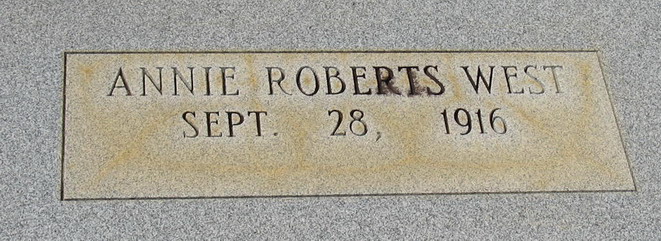 ANNIE ROBERTS WEST
SEPT. 28, 1916